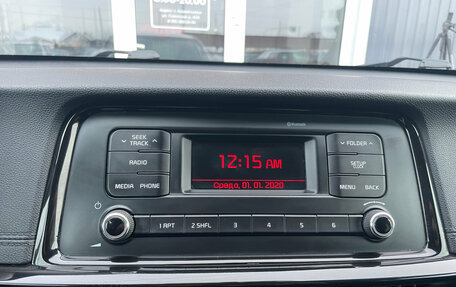 Bluetooth
SEEK
TRACK
FOLDER
RADIO
12:15 AM
SETUP
MEDIA
PHONE
Среда, 01. 01. 2020
MENU
BACK
1 RPT
2 SHFL
3
4
5
6